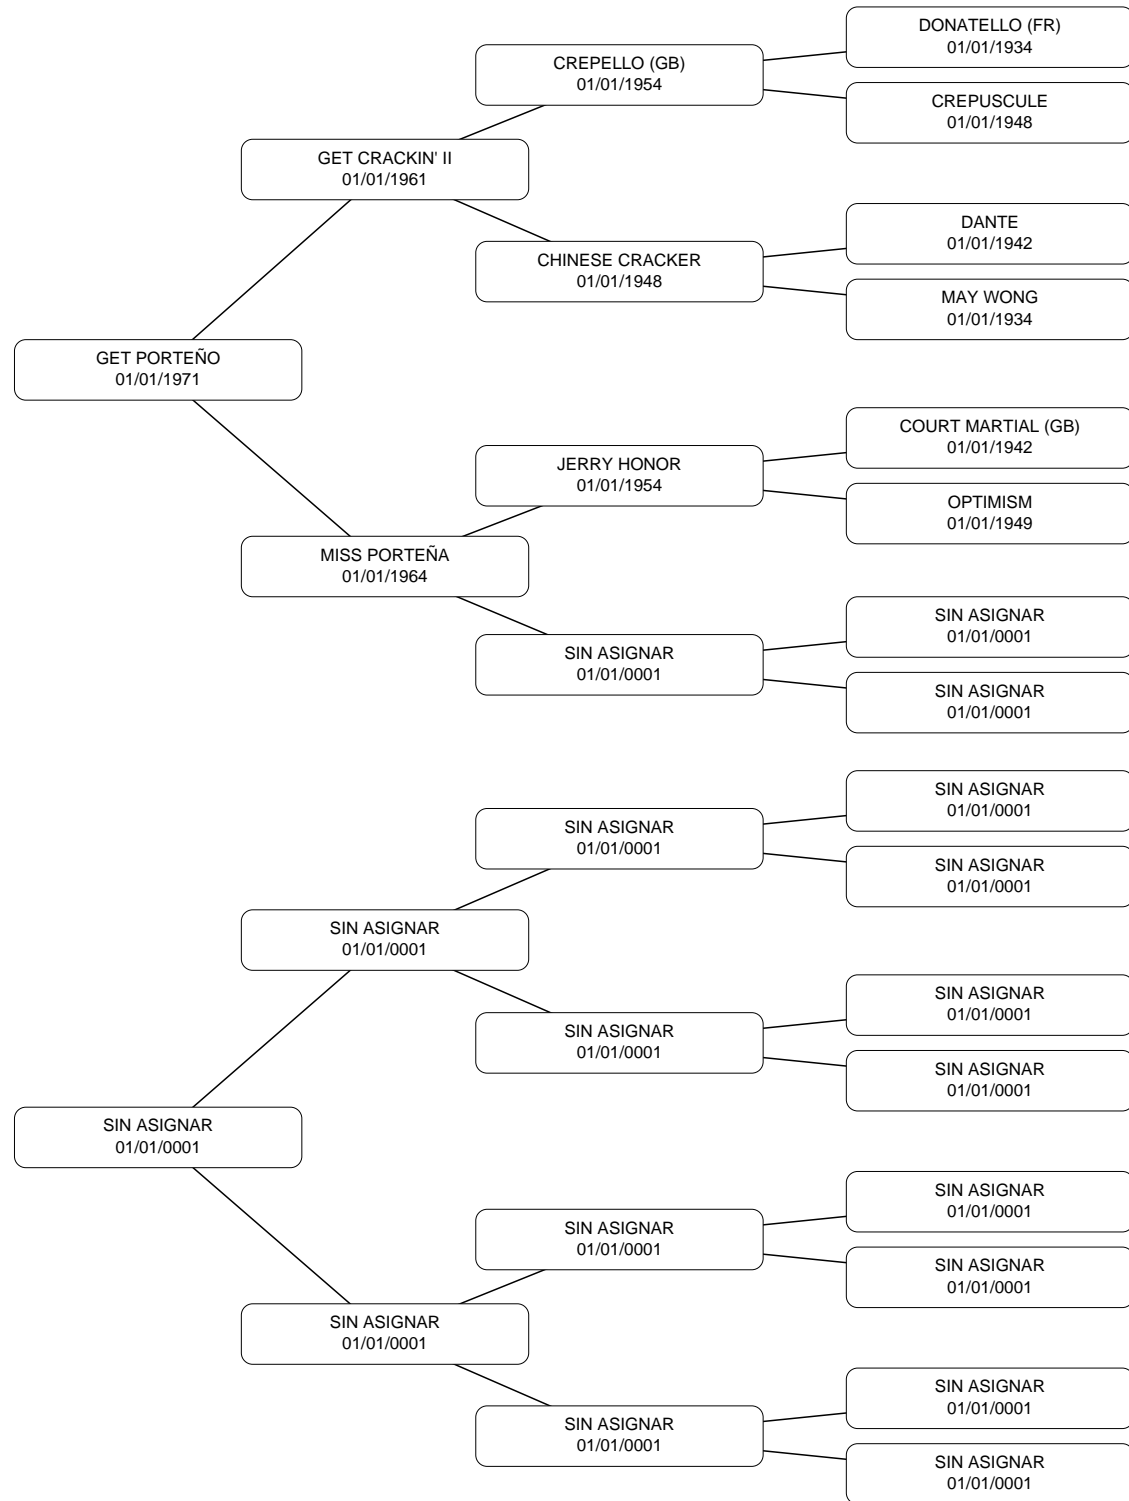 DONATELLO (FR)
01/01/1934
CREPELLO (GB)
01/01/1954
CREPUSCULE
01/01/1948
GET CRACKIN' II
01/01/1961
DANTE
01/01/1942
CHINESE CRACKER
01/01/1948
MAY WONG
01/01/1934
GET PORTEÑO
01/01/1971
COURT MARTIAL (GB)
01/01/1942
JERRY HONOR
01/01/1954
OPTIMISM
01/01/1949
MISS PORTEÑA
01/01/1964
SIN ASIGNAR
01/01/0001
SIN ASIGNAR
01/01/0001
SIN ASIGNAR
01/01/0001
SIN ASIGNAR
01/01/0001
SIN ASIGNAR
01/01/0001
SIN ASIGNAR
01/01/0001
SIN ASIGNAR
01/01/0001
SIN ASIGNAR
01/01/0001
SIN ASIGNAR
01/01/0001
SIN ASIGNAR
01/01/0001
SIN ASIGNAR
01/01/0001
SIN ASIGNAR
01/01/0001
SIN ASIGNAR
01/01/0001
SIN ASIGNAR
01/01/0001
SIN ASIGNAR
01/01/0001
SIN ASIGNAR
01/01/0001
SIN ASIGNAR
01/01/0001
SIN ASIGNAR
01/01/0001